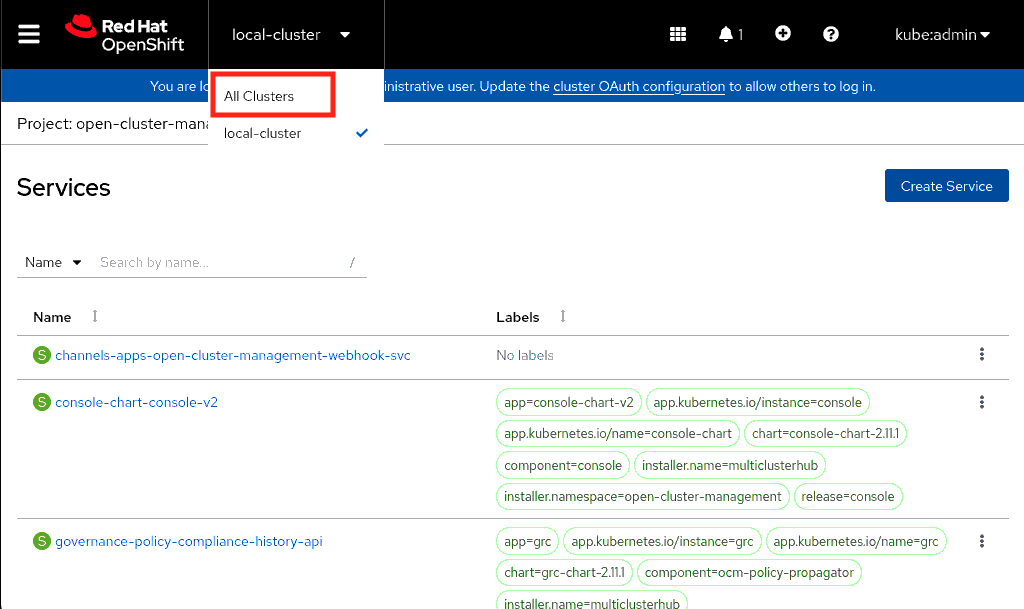 Red Hat
OpenShift
local-cluster
1
kube:admin
You are lo
nistrative user. Update the cluster OAuth configuration to allow others to log in.
All Clusters
local-cluster
Project: open-cluster-mana
Services
Create Service
Name
Search by name...
/
Name
Labels
S channels-apps-open-cluster-management-webhook-svc
No labels
S console-chart-console-v2
app=console-chart-v2 app.kubernetes.io/instance=console
app.kubernetes.io/name=console-chart chart=console-chart-2.11.1
component=console installer.name=multiclusterhub
installer.namespace=open-cluster-management release=console
S governance-policy-compliance-history-api
app=grc app.kubernetes.io/instance=grc app.kubernetes.io/name=grc
chart=grc-chart-2.11.1 component=ocm-policy-propagator
installer.name=multiclusterhub